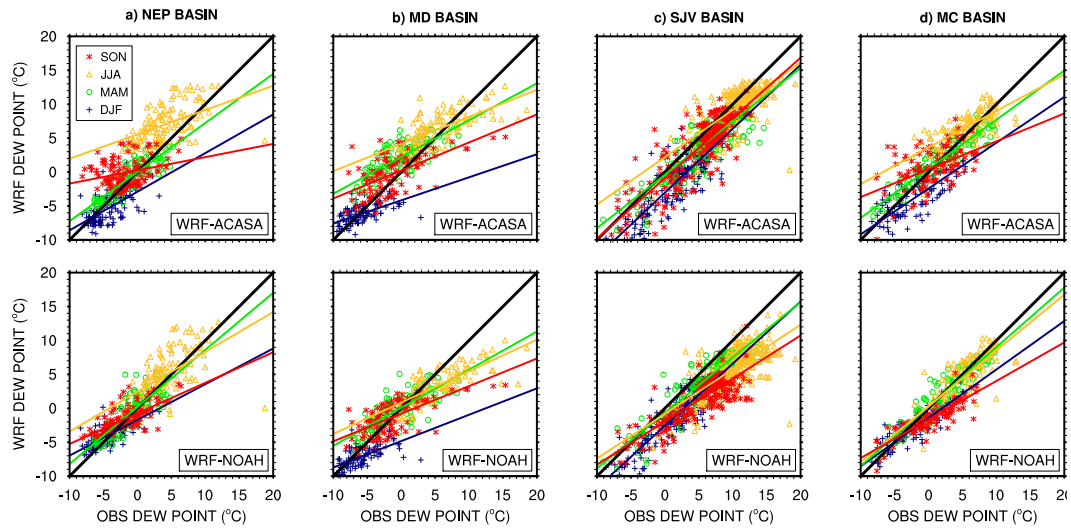 a) NEP BASIN
b) MD BASIN
c) SJV BASIN
d) MC BASIN
WRF DEW POINT (°C)
20
15
10
5
0
-5
-10
SON
JJA
MAM
DJF
WRF-ACASA
WRF-ACASA
WRF-ACASA
WRF-ACASA
WRF DEW POINT (°C)
20
15
10
5
0
-5
-10
WRF-NOAH
WRF-NOAH
WRF-NOAH
WRF-NOAH
-10 -5 0 5 10 15 20
-10 -5 0 5 10 15 20
-10 -5 0 5 10 15 20
-10 -5 0 5 10 15 20
OBS DEW POINT (°C)
OBS DEW POINT (°C)
OBS DEW POINT (°C)
OBS DEW POINT (°C)